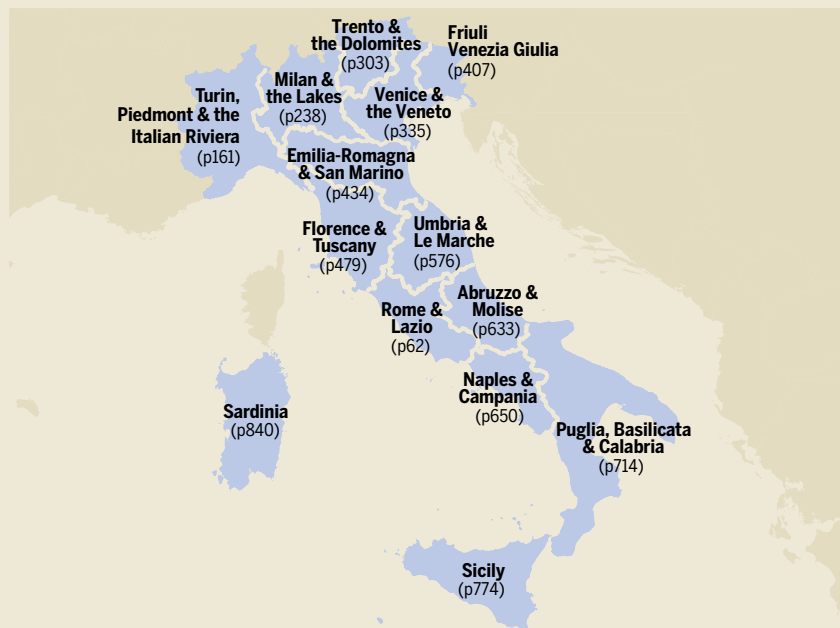 Trento &
the Dolomites
(p303)
Friuli
Venezia Giulia
(p407)
Milan &
the Lakes
(p238)
Turin,
Piedmont & the
Italian Riviera
(p161)
Venice &
the Veneto
(p335)
Emilia-Romagna
& San Marino
(p434)
Florence &
Tuscany
(p479)
Umbria &
Le Marche
(p576)
Abruzzo &
Molise
(p633)
Rome &
Lazio
(p62)
Naples &
Campania
(p650)
Sardinia
(p840)
Puglia, Basilicata
& Calabria
(p714)
Sicily
(p774)